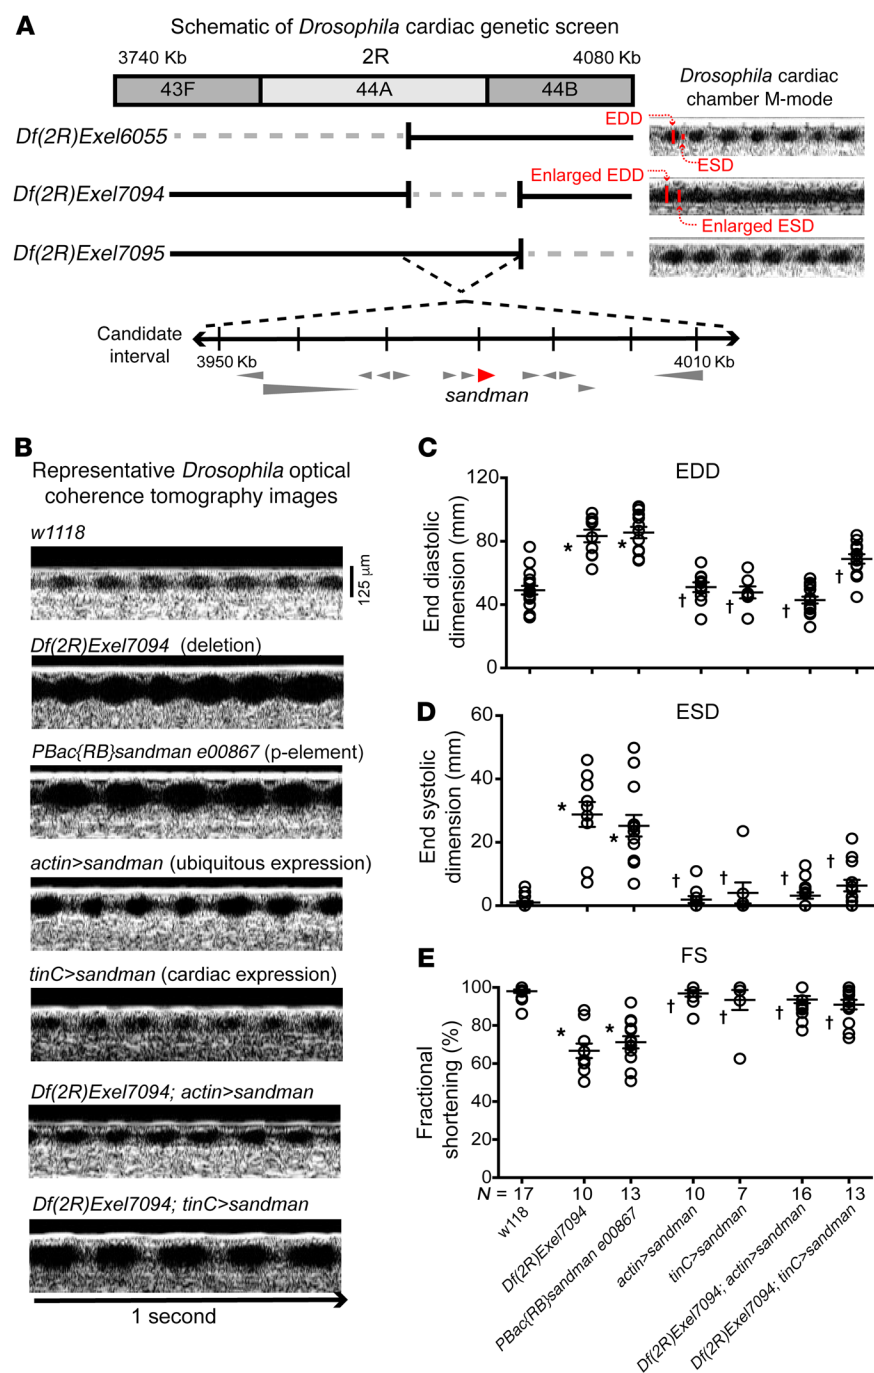 A
Schematic of Drosophila cardiac genetic screen
3740 Kb 2R 4080 Kb
43F 44A 44B
Drosophila cardiac
chamber M-mode
Df(2R)Exel6055
EDD
ESD
Df(2R)Exel7094
Enlarged EDD
Enlarged ESD
Df(2R)Exel7095
Candidate
interval
3950 Kb 4010 Kb
sandman
B
Representative Drosophila optical
coherence tomography images
w1118
125 µm
Df(2R)Exel7094 (deletion)
PBac{RB}sandman e00867 (p-element)
actin>sandman (ubiquitous expression)
tinC>sandman (cardiac expression)
Df(2R)Exel7094; actin>sandman
Df(2R)Exel7094; tinC>sandman
1 second
C
EDD
End diastolic
dimension (mm)
120
80
40
0
* * † † † †
D
ESD
End systolic
dimension (mm)
60
40
20
0
* * † † † †
E
FS
Fractional
shortening (%)
100
80
60
40
20
0
* * † † † †
N = 17 10 13 10 7 16 13
w118
Df(2R)Exel7094
PBac{RB}sandman e00867
actin>sandman
tinC>sandman
Df(2R)Exel7094; actin>sandman
Df(2R)Exel7094; tinC>sandman